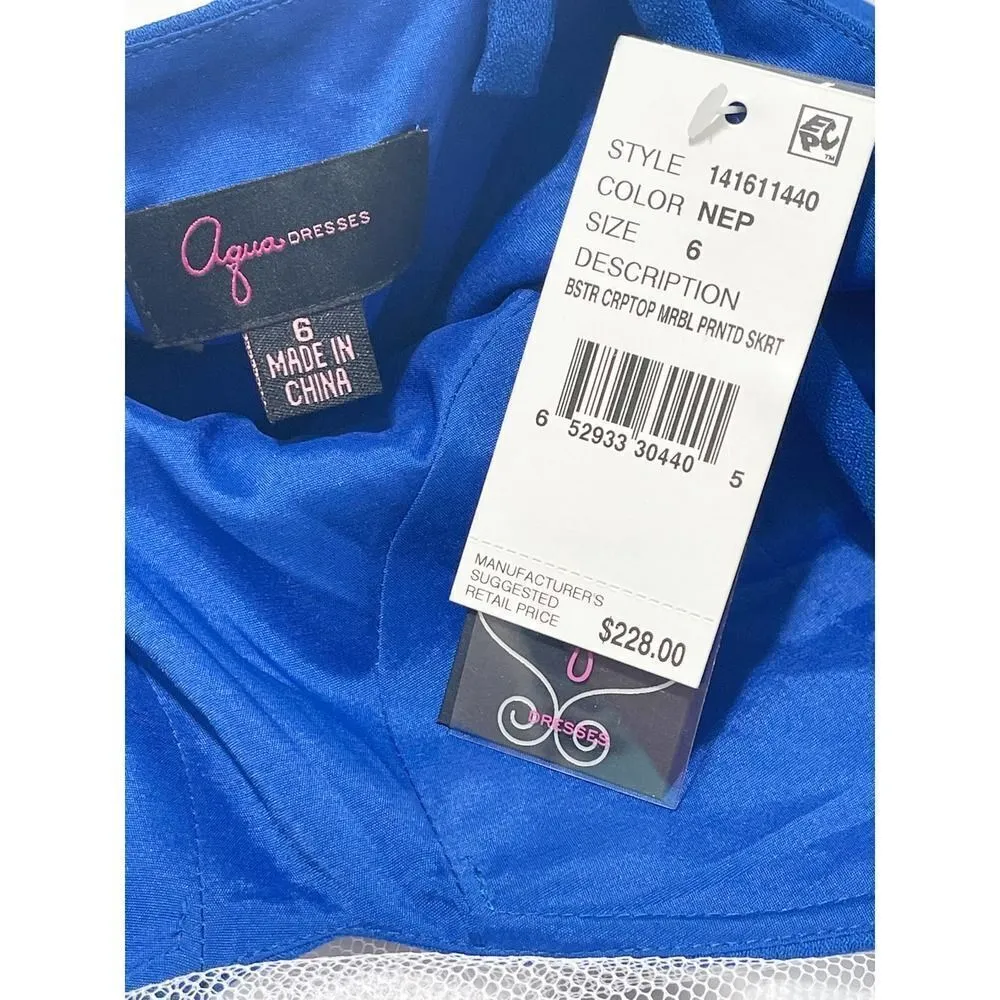 Aqua DRESSES
6
MADE IN
CHINA
ECPC™
STYLE 141611440
COLOR NEP
SIZE 6
DESCRIPTION
BSTR CRPTOP MRBL PRNTD SKRT
6 52933 30440 5
MANUFACTURER'S
SUGGESTED
RETAIL PRICE $228.00
DRESSES